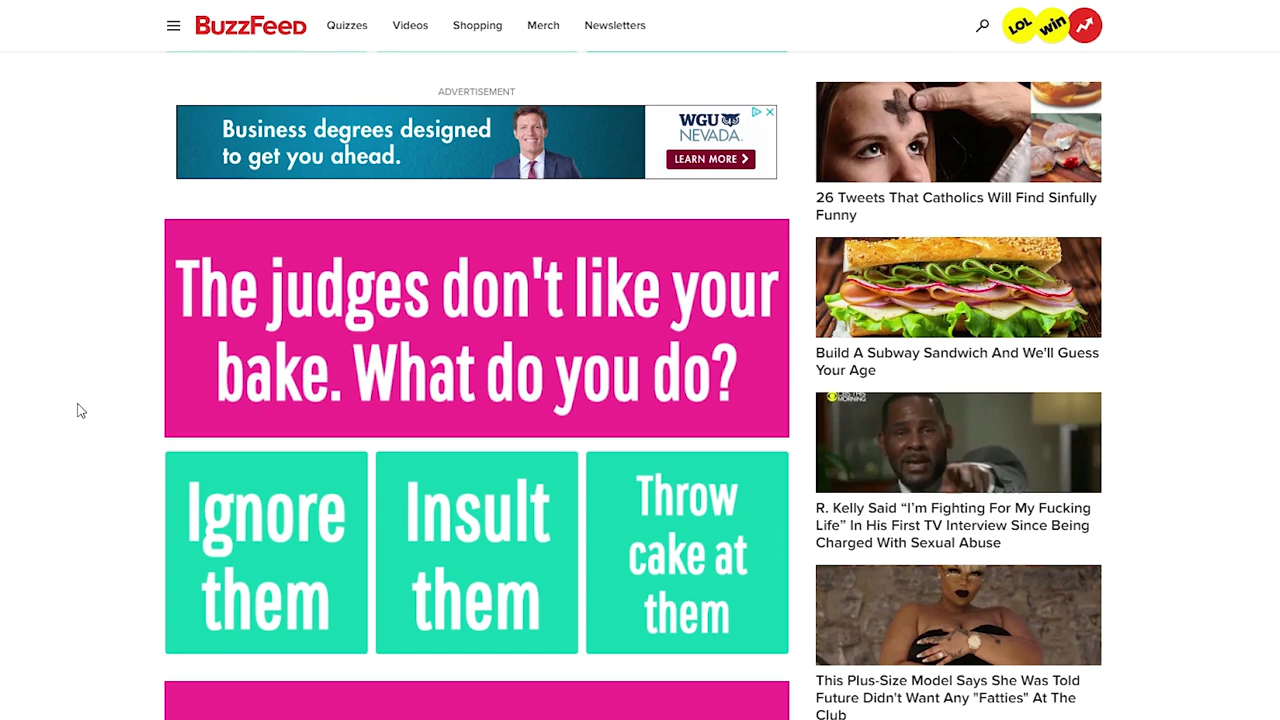 BuzzFeed
Quizzes
Videos
Shopping
Merch
Newsletters
LOL
win
ADVERTISEMENT
Business degrees designed
to get you ahead.
WGU
NEVADA.
LEARN MORE
The judges don't like your
bake. What do you do?
Ignore
them
Insult
them
Throw
cake at
them
26 Tweets That Catholics Will Find Sinfully
Funny
Build A Subway Sandwich And We'll Guess
Your Age
CBS THIS
MORNING
R. Kelly Said “I’m Fighting For My Fucking
Life” In His First TV Interview Since Being
Charged With Sexual Abuse
This Plus-Size Model Says She Was Told
Future Didn't Want Any "Fatties" At The
Club